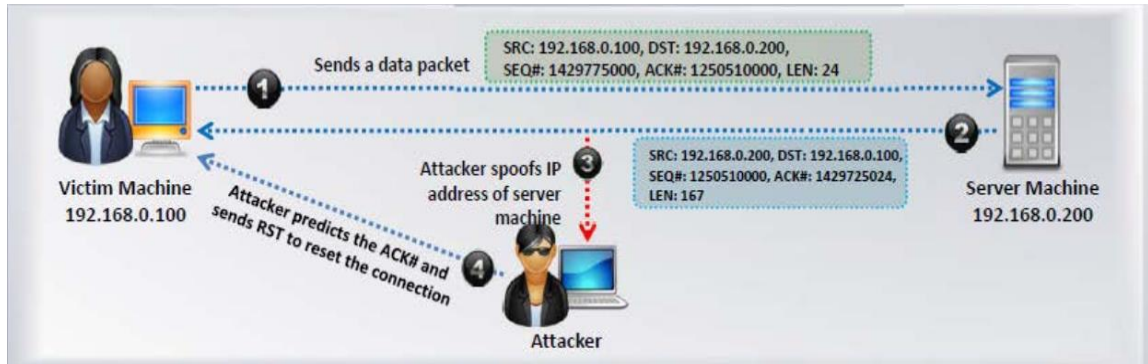 Sends a data packet
SRC: 192.168.0.100, DST: 192.168.0.200,
SEQ#: 1429775000, ACK#: 1250510000, LEN: 24
1
2
3
Attacker spoofs IP
address of server
machine
SRC: 192.168.0.200, DST: 192.168.0.100,
SEQ#: 1250510000, ACK#: 1429725024,
LEN: 167
Victim Machine
192.168.0.100
Server Machine
192.168.0.200
Attacker predicts the ACK# and
sends RST to reset the connection
4
Attacker